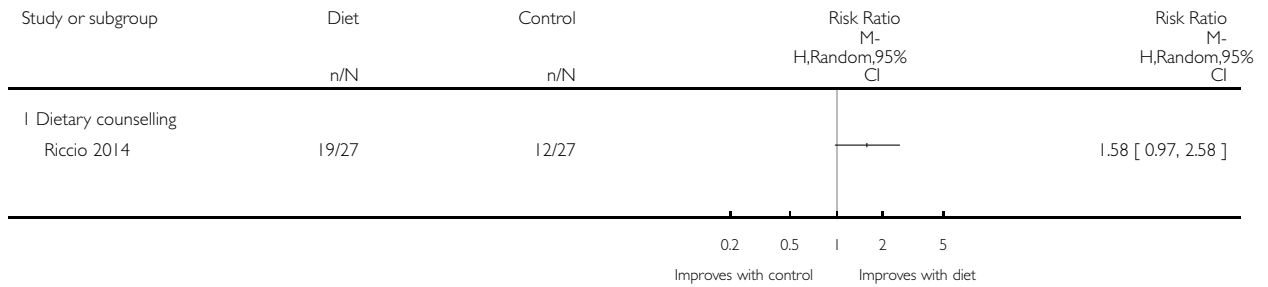 Study or subgroup Diet Control Risk Ratio Risk Ratio
M- M-
H,Random,95% H,Random,95%
n/N n/N CI CI
1 Dietary counselling
Riccio 2014 19/27 12/27 1.58 [ 0.97, 2.58 ]
0.2 0.5 1 2 5
Improves with control Improves with diet